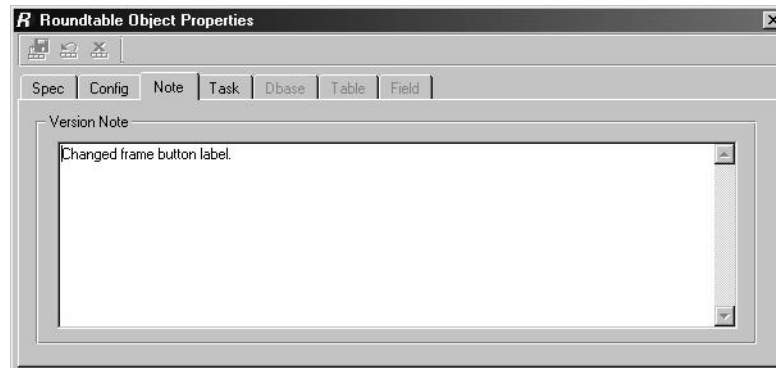 R Roundtable Object Properties
Spec Config Note Task Dbase Table Field
Version Note
Changed frame button label.